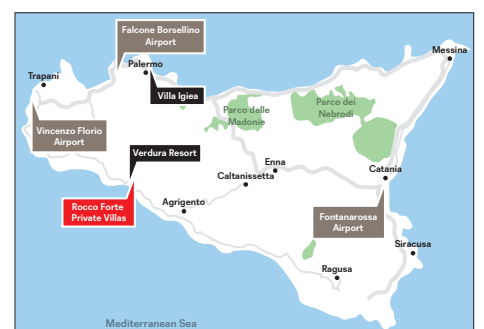 Falcone Borsellino
Airport
Messina
Palermo
Trapani
Villa Igiea
Parco delle
Madonie
Parco dei
Nebrodi
Vincenzo Florio
Airport
Verdura Resort
Enna
Caltanissetta
Catania
Rocco Forte
Private Villas
Agrigento
Fontanarossa
Airport
Siracusa
Ragusa
Mediterranean Sea